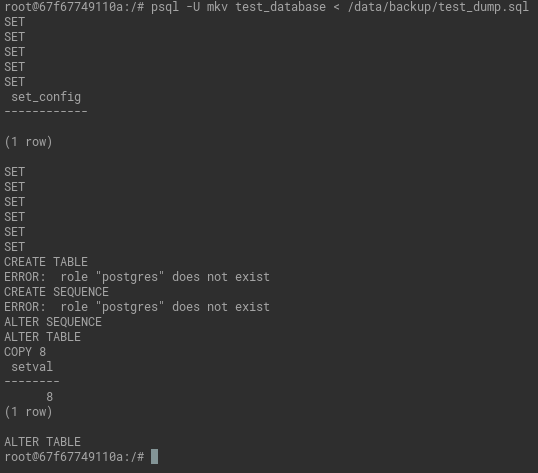 root@67f67749110a:/# psql -U mkv test_database < /data/backup/test_dump.sql
SET
SET
SET
SET
SET
 set_config
------------

(1 row)

SET
SET
SET
SET
SET
SET
CREATE TABLE
ERROR:  role "postgres" does not exist
CREATE SEQUENCE
ERROR:  role "postgres" does not exist
ALTER SEQUENCE
ALTER TABLE
COPY 8
 setval
--------
      8
(1 row)

ALTER TABLE
root@67f67749110a:/#